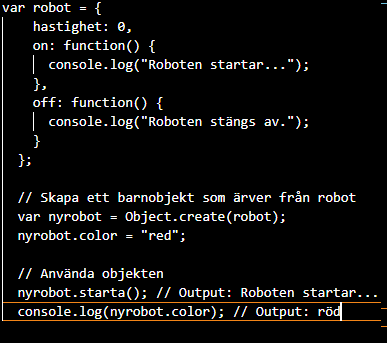 var robot = {
hastighet: 0,
on: function() {
console.log("Roboten startar...");
},
off: function() {
console.log("Roboten stängs av.");
}
};
// Skapa ett barnobjekt som ärver från robot
var nyrobot = Object.create(robot);
nyrobot.color = "red";
// Använda objekten
nyrobot.starta(); // Output: Roboten startar...
console.log(nyrobot.color); // Output: röd